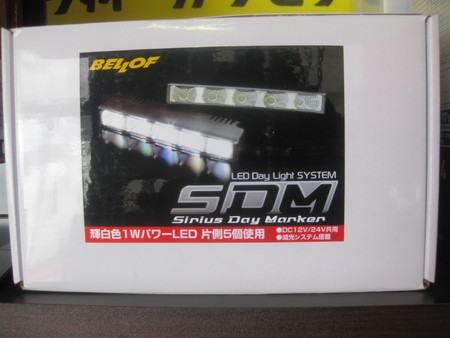 BELLOF
LED Day Light SYSTEM
SDM
Sirius Day Marker
輝白色1WパワーLED 片側5個使用
●DC12V/24V共用
●減光システム搭載